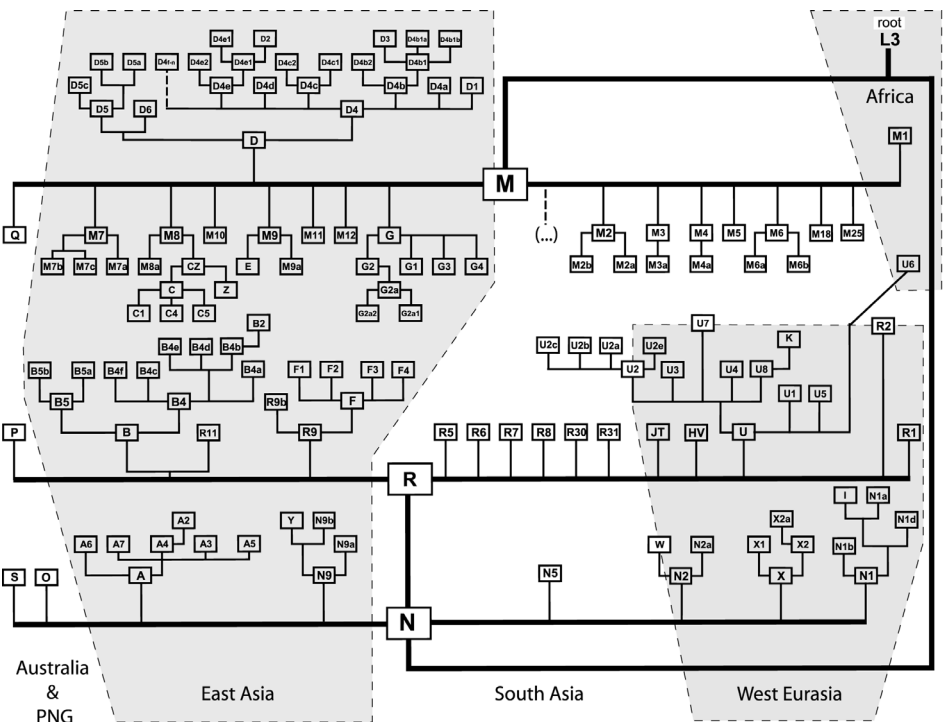 root
L3
Africa
D4e1 D2 D3 D4b1a D4b1b
D5b D5a D4f-n D4e2 D4e1 D4c2 D4c1 D4b2 D4b1
D5c D4e D4d D4c D4b D4a D1
D5 D6 D4
D M1
M
Q M7 M8 M10 M9 M11 M12 G (...) M2 M3 M4 M5 M6 M18 M25
M7b M7c M7a M8a CZ E M9a G2 G1 G3 G4 M2b M2a M3a M4a M6a M6b U6
C Z G2a
C1 C4 C5 G2a2 G2a1
B2 U7 R2
B4e B4d B4b U2c U2b U2a U2e K
B5b B5a B4f B4c B4a F1 F2 F3 F4 U2 U3 U4 U8
B5 B4 R9b F U1 U5
P B R11 R9 R5 R6 R7 R8 R30 R31 JT HV U R1
R
I N1a
A2 Y N9b X2a N1d
A6 A7 A4 A3 A5 N9a W N2a X1 X2 N1b
S O A N9 N5 N2 X N1
N
Australia
&
PNG
East Asia
South Asia
West Eurasia